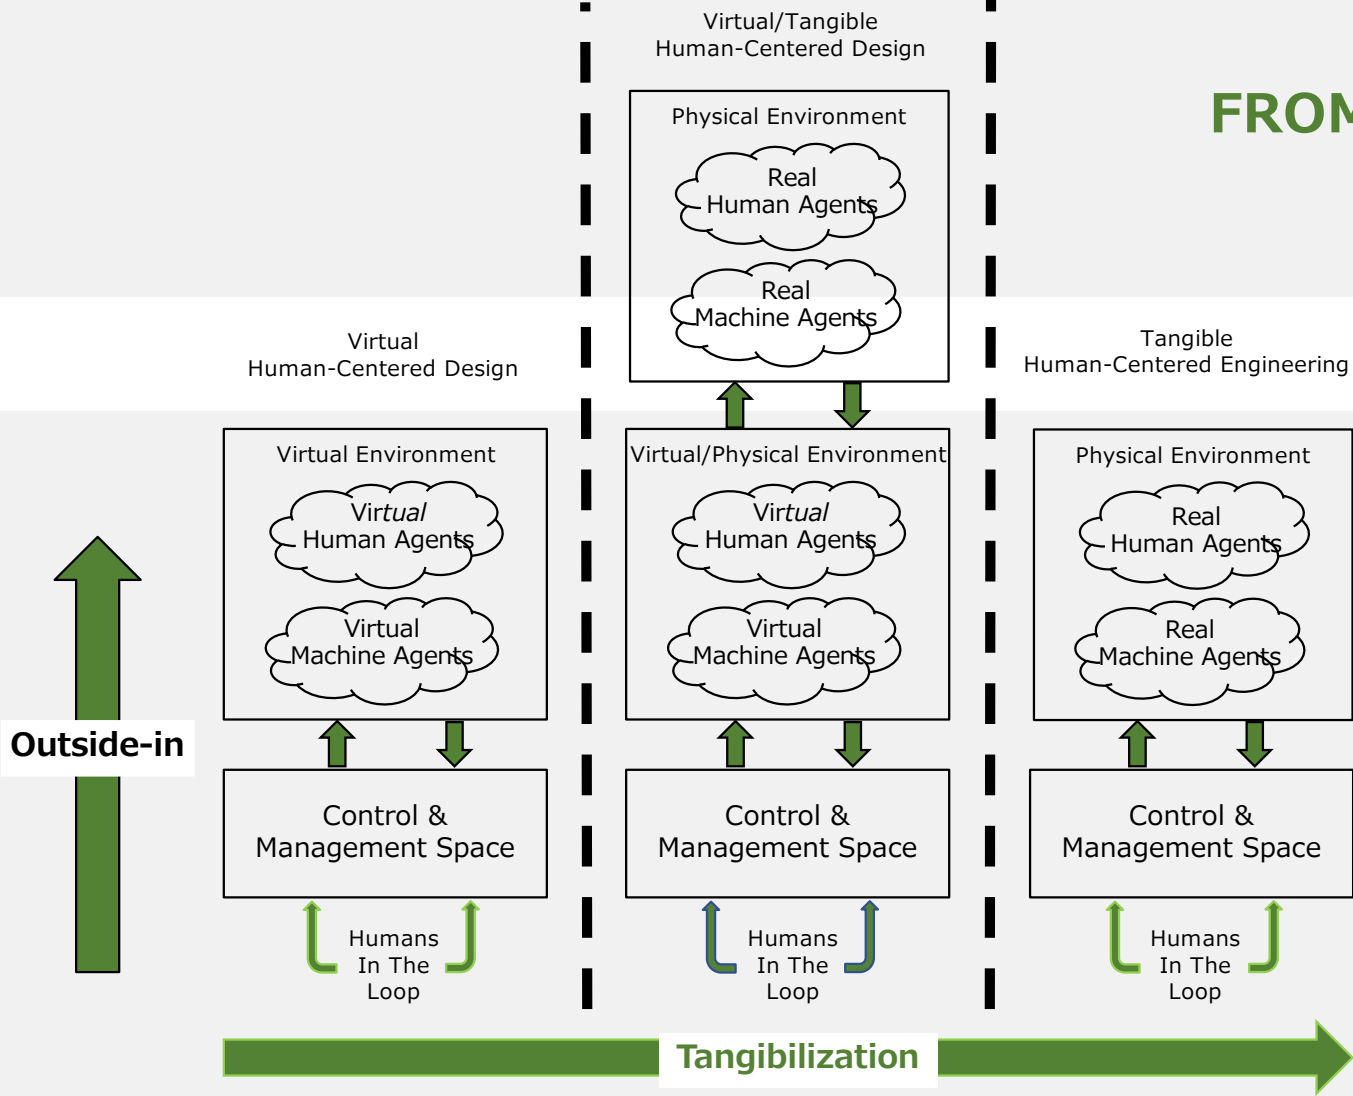 Virtual/Tangible
Human-Centered Design
FROM
Physical Environment
Real
Human Agents
Real
Machine Agents
Virtual
Human-Centered Design
Tangible
Human-Centered Engineering
Virtual Environment
Virtual
Human Agents
Virtual
Machine Agents
Virtual/Physical Environment
Virtual
Human Agents
Virtual
Machine Agents
Physical Environment
Real
Human Agents
Real
Machine Agents
Outside-in
Control &
Management Space
Control &
Management Space
Control &
Management Space
Humans
In The
Loop
Humans
In The
Loop
Humans
In The
Loop
Tangibilization